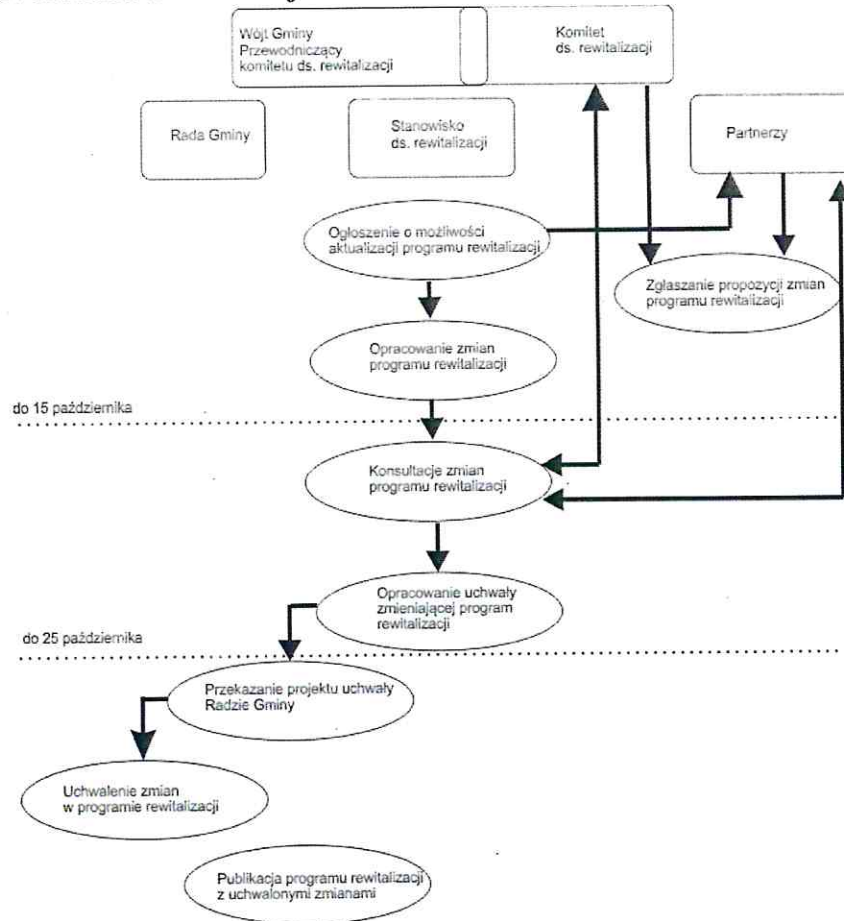 Wójt Gminy
Przewodniczący
komitetu ds. rewitalizacji
Komitet
ds. rewitalizacji
Rada Gminy
Stanowisko
ds. rewitalizacji
Partnerzy
Ogłoszenie o możliwości
aktualizacji programu rewitalizacji
Zgłaszanie propozycji zmian
programu rewitalizacji
Opracowanie zmian
programu rewitalizacji
do 15 października
Konsultacje zmian
programu rewitalizacji
Opracowanie uchwały
zmieniającej program
rewitalizacji
do 25 października
Przekazanie projektu uchwały
Radzie Gminy
Uchwalenie zmian
w programie rewitalizacji
Publikacja programu rewitalizacji
z uchwalonymi zmianami